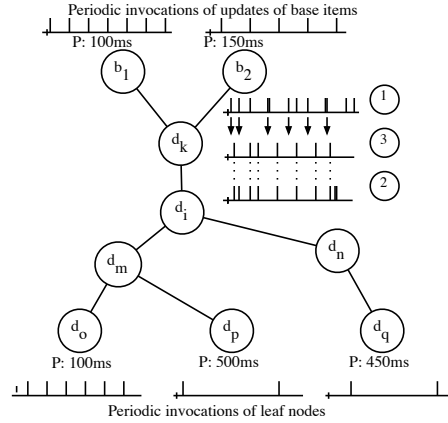 Periodic invocations of updates of base items
P: 100ms P: 150ms
b1 b2
1
dk 3
2
di
dn
dm
do dp dq
P: 100ms P: 500ms P: 450ms
Periodic invocations of leaf nodes